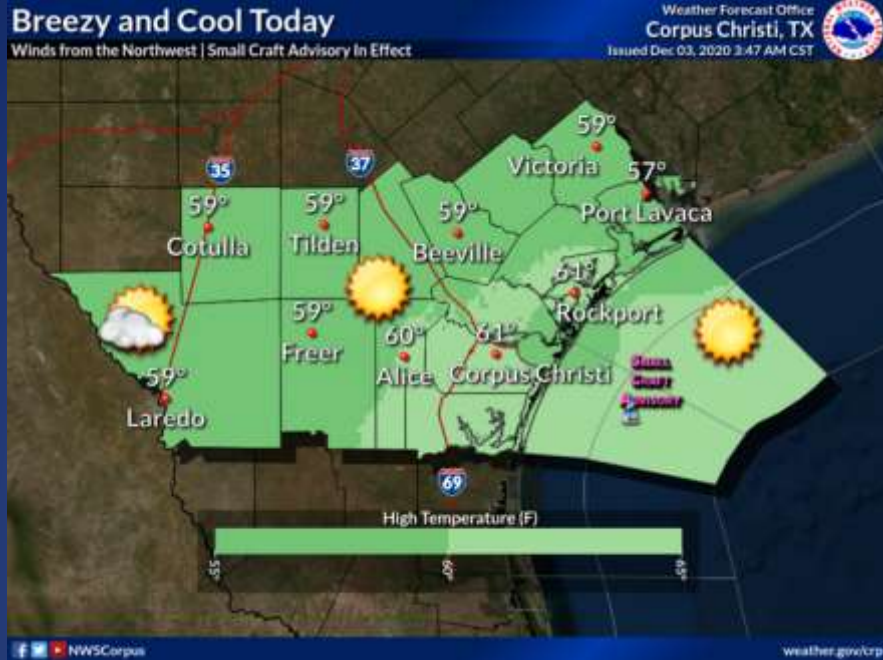 Breezy and Cool Today
Winds from the Northwest | Small Craft Advisory In Effect
Weather Forecast Office
Corpus Christi, TX
Issued Dec 03, 2020 3:47 AM CST
59°
Victoria
57°
Port Lavaca
35
37
59°
Cotulla
59°
Tilden
59°
Beeville
61°
Rockport
59°
Freer
60°
Alice
61°
Corpus Christi
Small
Craft
Advisory
59°
Laredo
69
High Temperature (F)
55°
60°
65°
NWSCorpus
weather.gov/crp